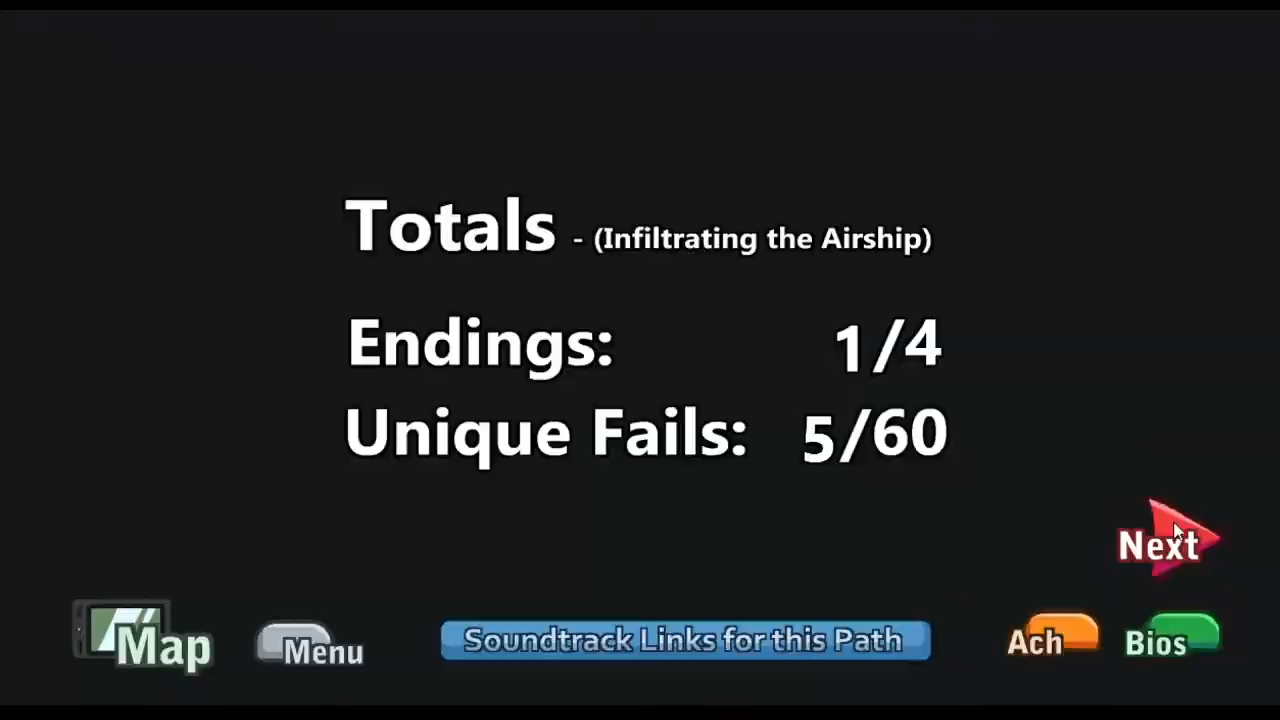 Totals - (Infiltrating the Airship)
Endings: 1/4
Unique Fails: 5/60
Next
Map
Menu
Soundtrack Links for this Path
Ach
Bios